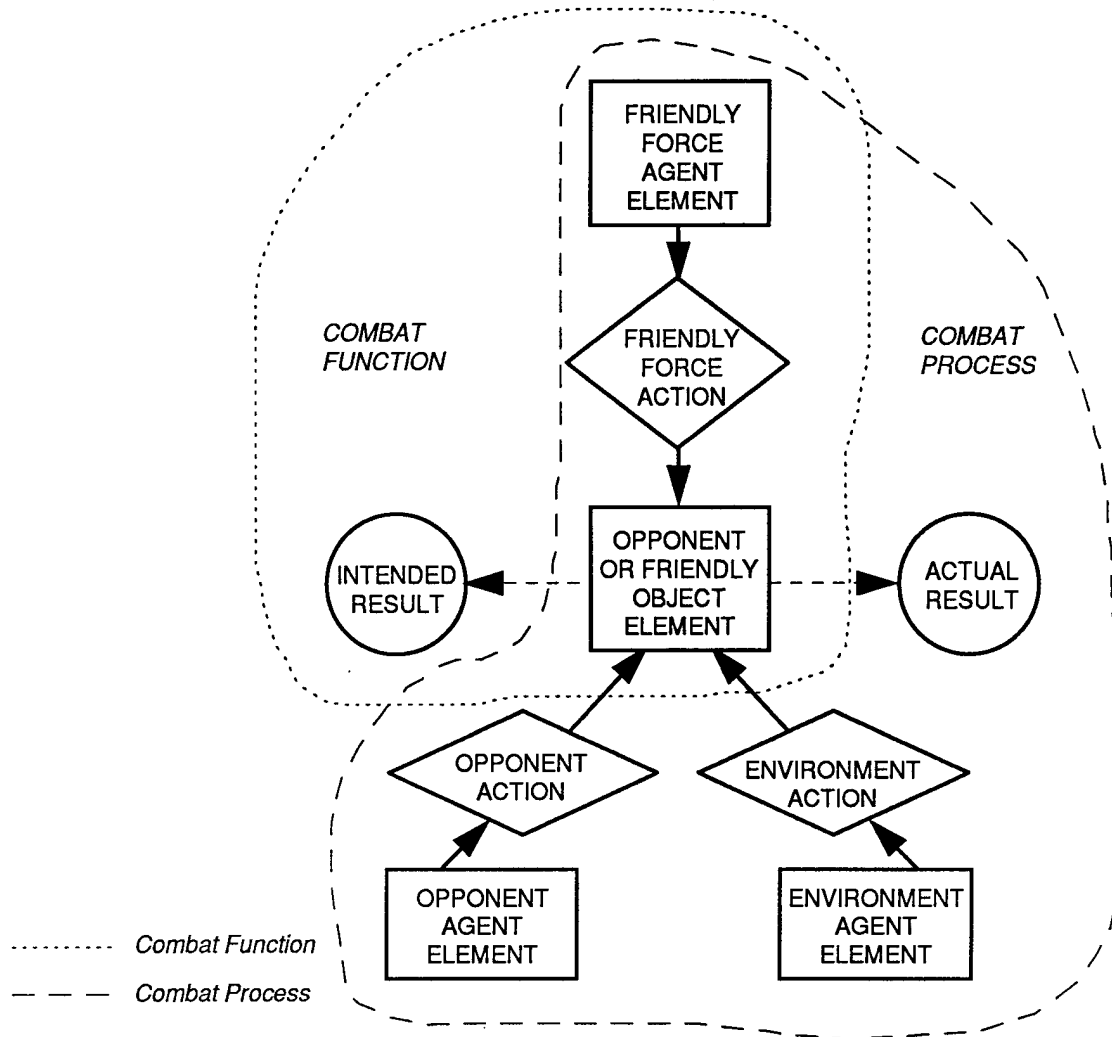 FRIENDLY
FORCE
AGENT
ELEMENT
COMBAT
FUNCTION
FRIENDLY
FORCE
ACTION
COMBAT
PROCESS
INTENDED
RESULT
OPPONENT
OR FRIENDLY
OBJECT
ELEMENT
ACTUAL
RESULT
OPPONENT
ACTION
ENVIRONMENT
ACTION
OPPONENT
AGENT
ELEMENT
ENVIRONMENT
AGENT
ELEMENT
Combat Function
Combat Process